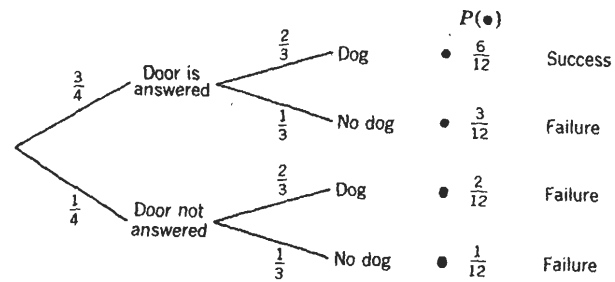 P(•)
2/3 Dog • 6/12 Success
3/4 Door is
answered
1/3 No dog • 3/12 Failure
2/3 Dog • 2/12 Failure
1/4 Door not
answered
1/3 No dog • 1/12 Failure